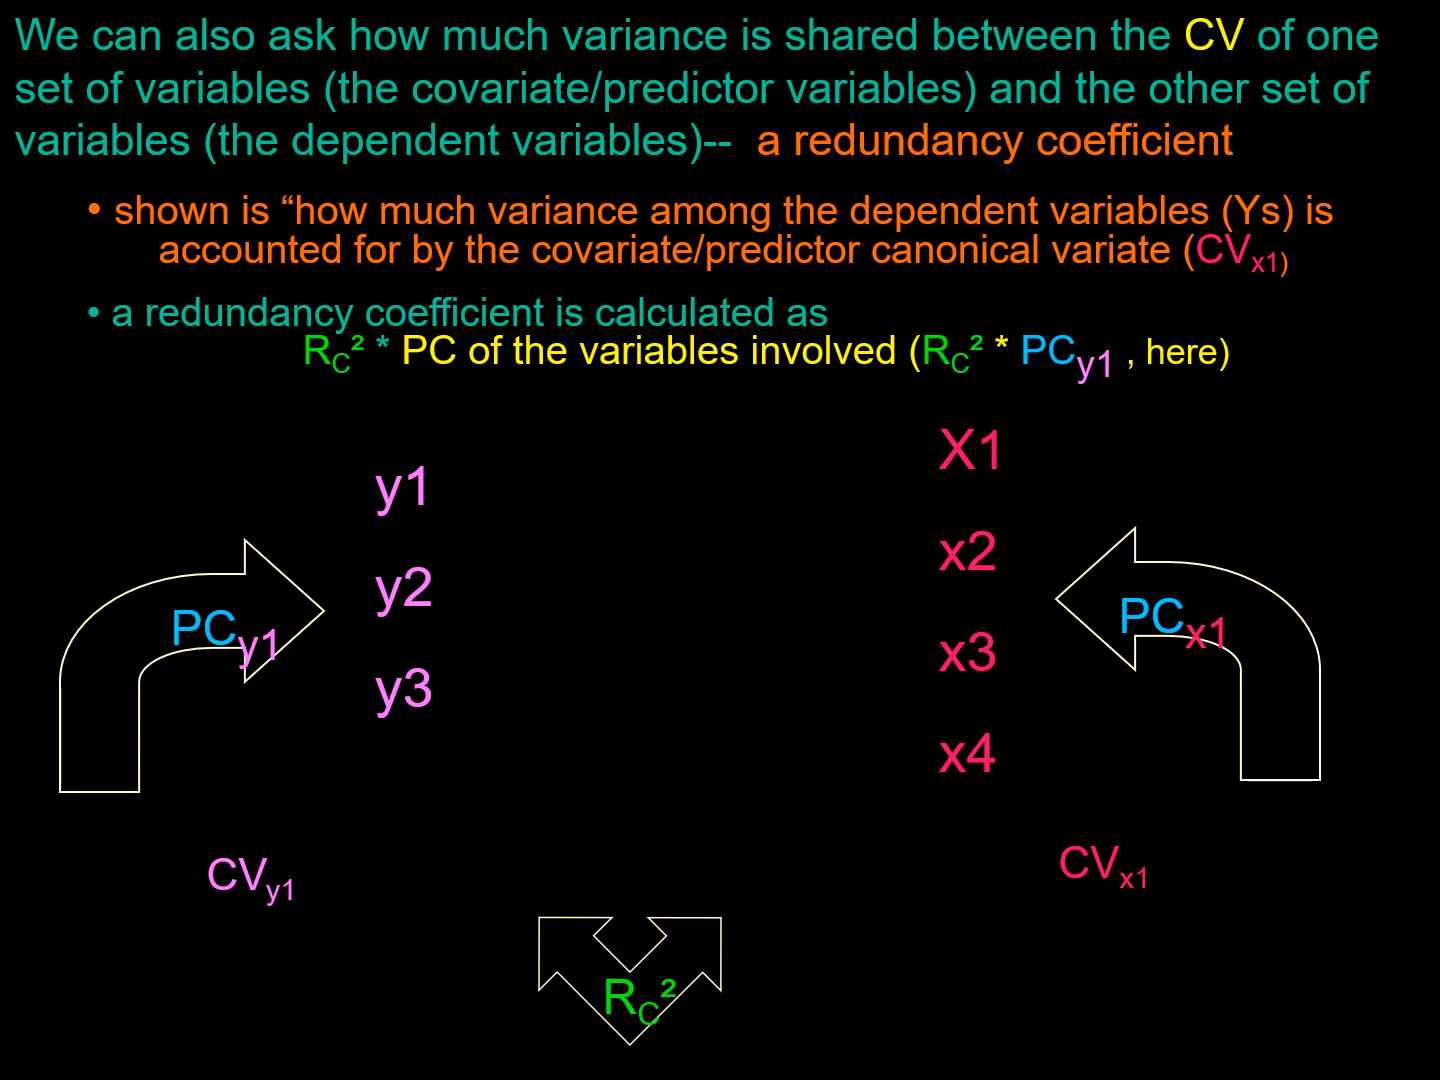 We can also ask how much variance is shared between the CV of one
set of variables (the covariate/predictor variables) and the other set of
variables (the dependent variables)-- a redundancy coefficient
• shown is “how much variance among the dependent variables (Ys) is
accounted for by the covariate/predictor canonical variate (CVx1)
• a redundancy coefficient is calculated as
RC² * PC of the variables involved (RC² * PCy1 , here)
X1
y1
x2
y2
PCy1
PCx1
x3
y3
x4
CVy1
CVx1
RC²